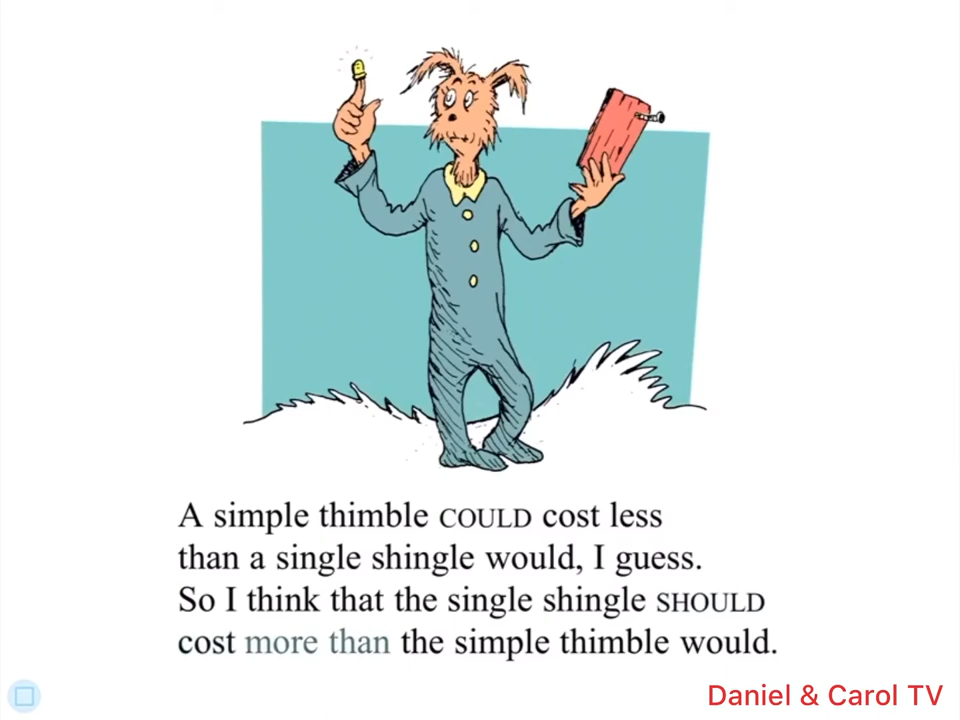 A simple thimble COULD cost less
than a single shingle would, I guess.
So I think that the single shingle SHOULD
cost more than the simple thimble would.
Daniel & Carol TV